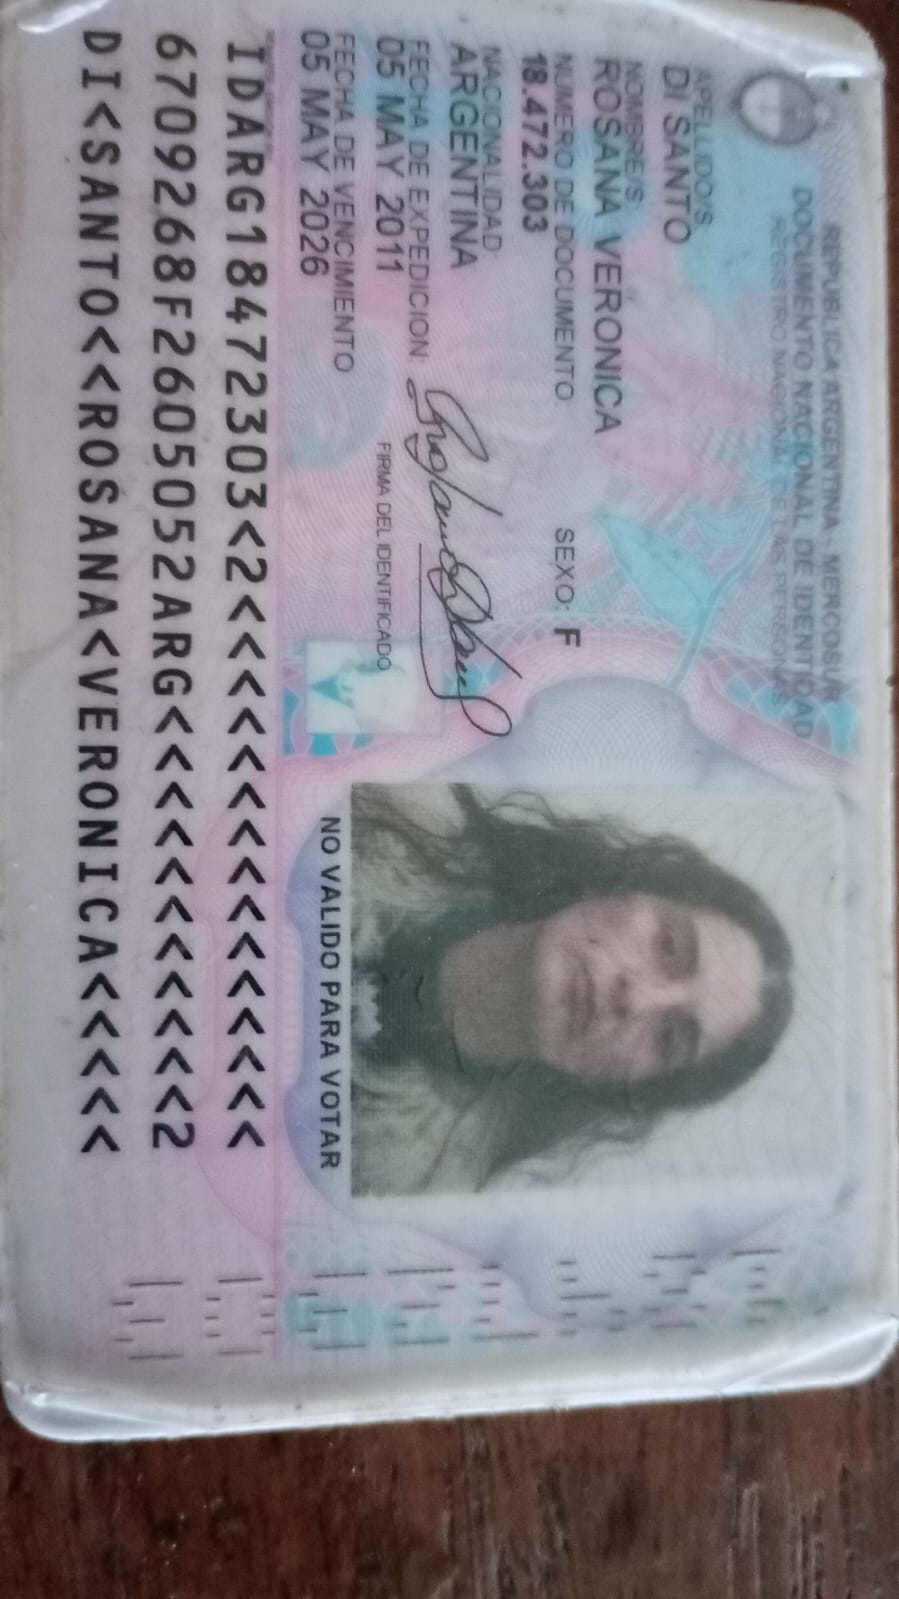 REPUBLICA ARGENTINA - MERCOSUR
DOCUMENTO NACIONAL DE IDENTIDAD
REGISTRO NACIONAL DE LAS PERSONAS
APELLIDO/S
DI SANTO
NOMBRE/S
ROSANA VERONICA
NUMERO DE DOCUMENTO: SEXO: F
18.472.303
NACIONALIDAD
ARGENTINA
FECHA DE EXPEDICION:
05 MAY 2011
FIRMA DEL IDENTIFICADO
FECHA DE VENCIMIENTO
05 MAY 2026
NO VALIDO PARA VOTAR
IDARG18472303<2<<<<<<<<<<<<<<<
6709268F2605052ARG<<<<<<<<<<<2
DI<SANTO<<ROSANA<VERONICA<<<<<